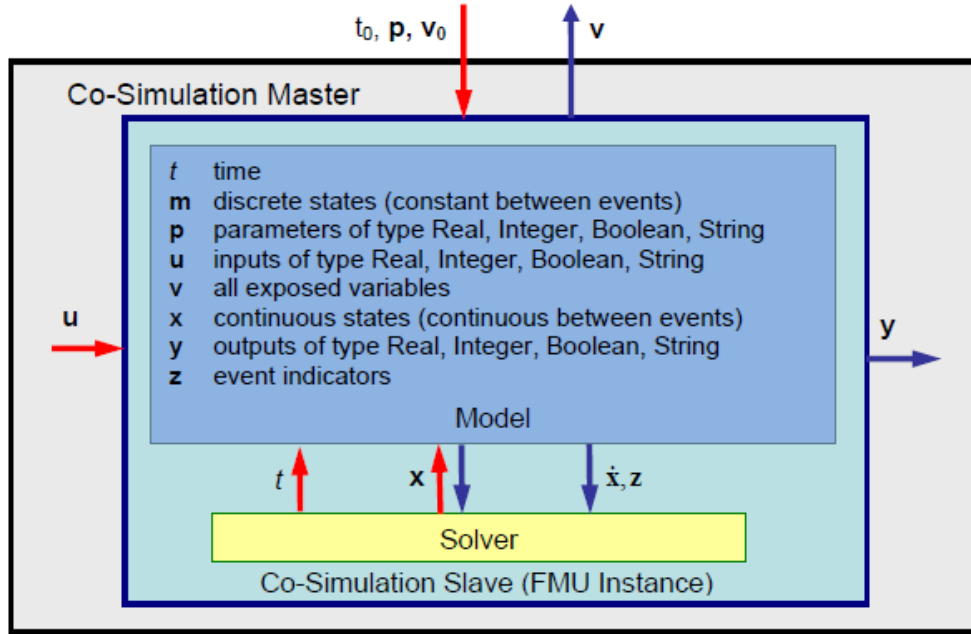 t₀, p, v₀
v
Co-Simulation Master
t time
m discrete states (constant between events)
p parameters of type Real, Integer, Boolean, String
u inputs of type Real, Integer, Boolean, String
v all exposed variables
x continuous states (continuous between events)
y outputs of type Real, Integer, Boolean, String
z event indicators
u
y
Model
t
x
ẋ, z
Solver
Co-Simulation Slave (FMU Instance)